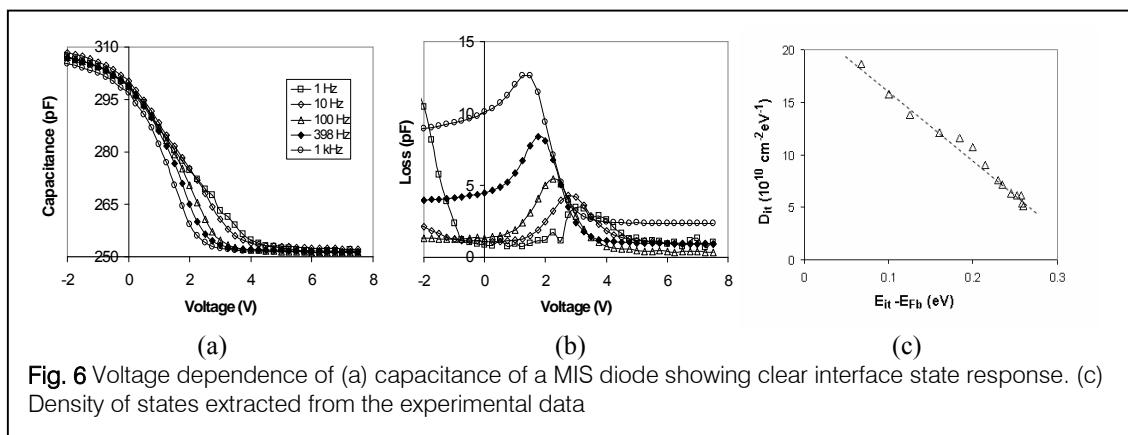 310
295
280
265
250
Capacitance (pF)
-2 0 2 4 6 8
Voltage (V)
1 Hz
10 Hz
100 Hz
398 Hz
1 kHz
(a)
15
10
5
0
Loss (pF)
-2 0 2 4 6 8
Voltage (V)
(b)
20
15
10
5
0
D_it (10^10 cm^-2 eV^-1)
0 0.1 0.2 0.3
E_it -E_Fb (eV)
(c)
Fig. 6 Voltage dependence of (a) capacitance of a MIS diode showing clear interface state response. (c)
Density of states extracted from the experimental data